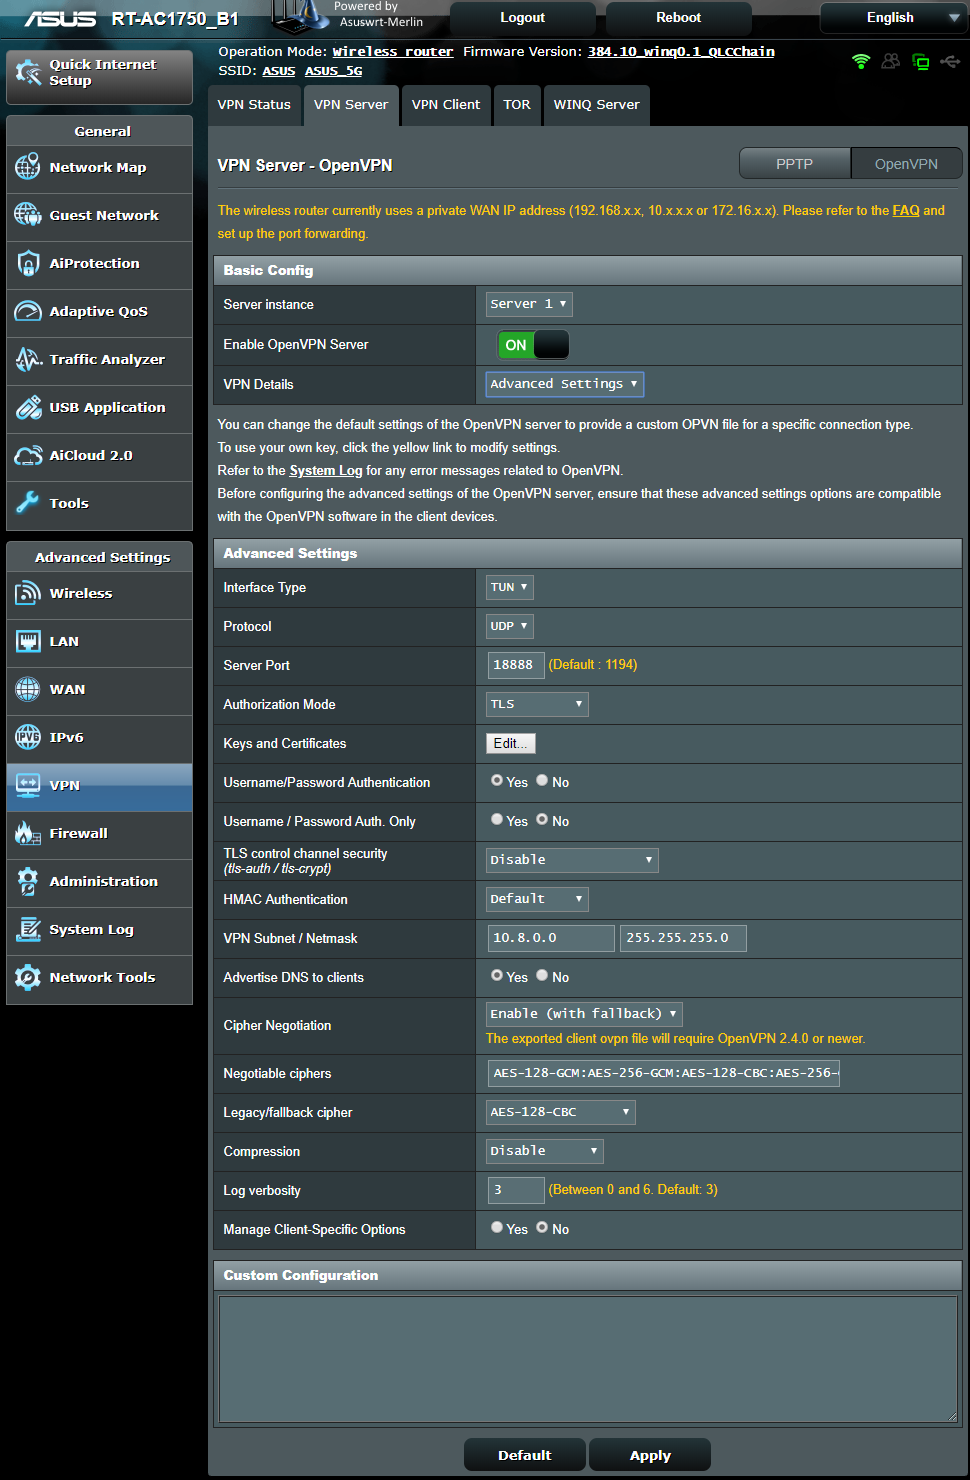 ASUS RT-AC1750_B1
Powered by
Asuswrt-Merlin
Logout
Reboot
English
Quick Internet
Setup
General
Network Map
Guest Network
AiProtection
Adaptive QoS
Traffic Analyzer
USB Application
AiCloud 2.0
Tools
Advanced Settings
Wireless
LAN
WAN
IPv6
VPN
Firewall
Administration
System Log
Network Tools
Operation Mode: Wireless router Firmware Version: 384.10_winq0.1_QLCChain
SSID: ASUS ASUS_5G
VPN Status
VPN Server
VPN Client
TOR
WINQ Server
VPN Server - OpenVPN
PPTP
OpenVPN
The wireless router currently uses a private WAN IP address (192.168.x.x, 10.x.x.x or 172.16.x.x). Please refer to the FAQ and
set up the port forwarding.
Basic Config
Server instance Server 1
Enable OpenVPN Server ON
VPN Details Advanced Settings
You can change the default settings of the OpenVPN server to provide a custom OPVN file for a specific connection type.
To use your own key, click the yellow link to modify settings.
Refer to the System Log for any error messages related to OpenVPN.
Before configuring the advanced settings of the OpenVPN server, ensure that these advanced settings options are compatible
with the OpenVPN software in the client devices.
Advanced Settings
Interface Type TUN
Protocol UDP
Server Port 18888 (Default : 1194)
Authorization Mode TLS
Keys and Certificates Edit...
Username/Password Authentication Yes No
Username / Password Auth. Only Yes No
TLS control channel security
(tls-auth / tls-crypt)
Disable
HMAC Authentication Default
VPN Subnet / Netmask 10.8.0.0 255.255.255.0
Advertise DNS to clients Yes No
Cipher Negotiation Enable (with fallback)
The exported client ovpn file will require OpenVPN 2.4.0 or newer.
Negotiable ciphers AES-128-GCM:AES-256-GCM:AES-128-CBC:AES-256-
Legacy/fallback cipher AES-128-CBC
Compression Disable
Log verbosity 3 (Between 0 and 6. Default: 3)
Manage Client-Specific Options Yes No
Custom Configuration
Default
Apply